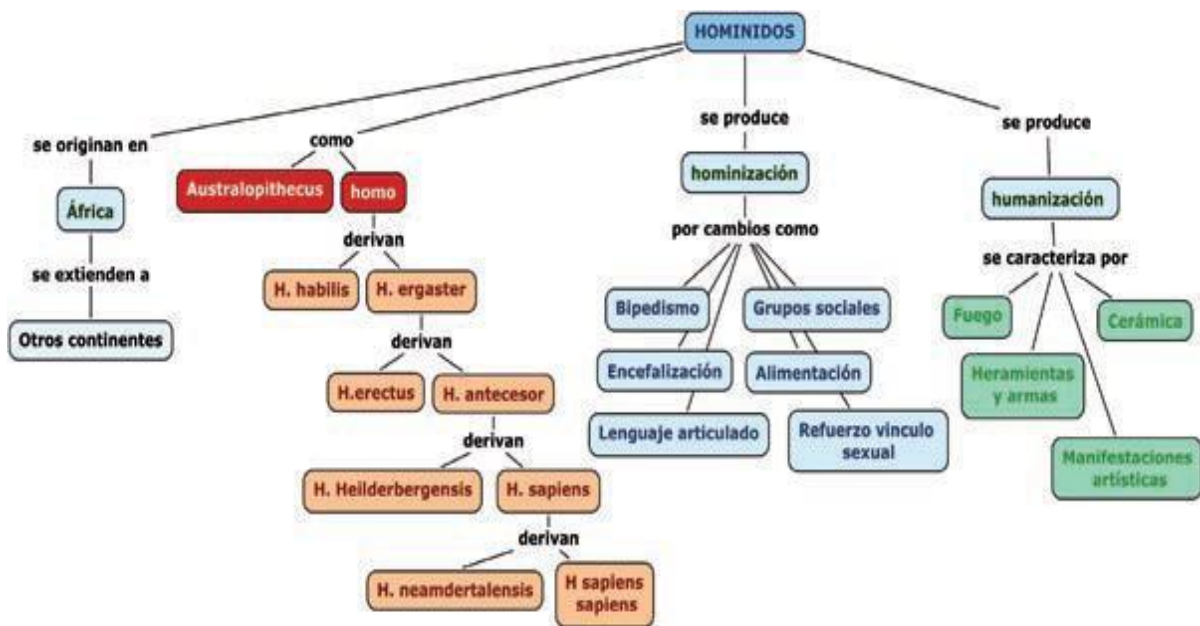 HOMINIDOS
se originan en
África
se extienden a
Otros continentes
como
Australopithecus
homo
derivan
H. habilis
H. ergaster
derivan
H.erectus
H. antecesor
derivan
H. Heilderbergensis
H. sapiens
derivan
H. neamdertalensis
H sapiens
sapiens
se produce
hominización
por cambios como
Bipedismo
Grupos sociales
Encefalización
Alimentación
Lenguaje articulado
Refuerzo vinculo
sexual
se produce
humanización
se caracteriza por
Fuego
Cerámica
Heramientas
y armas
Manifestaciones
artísticas